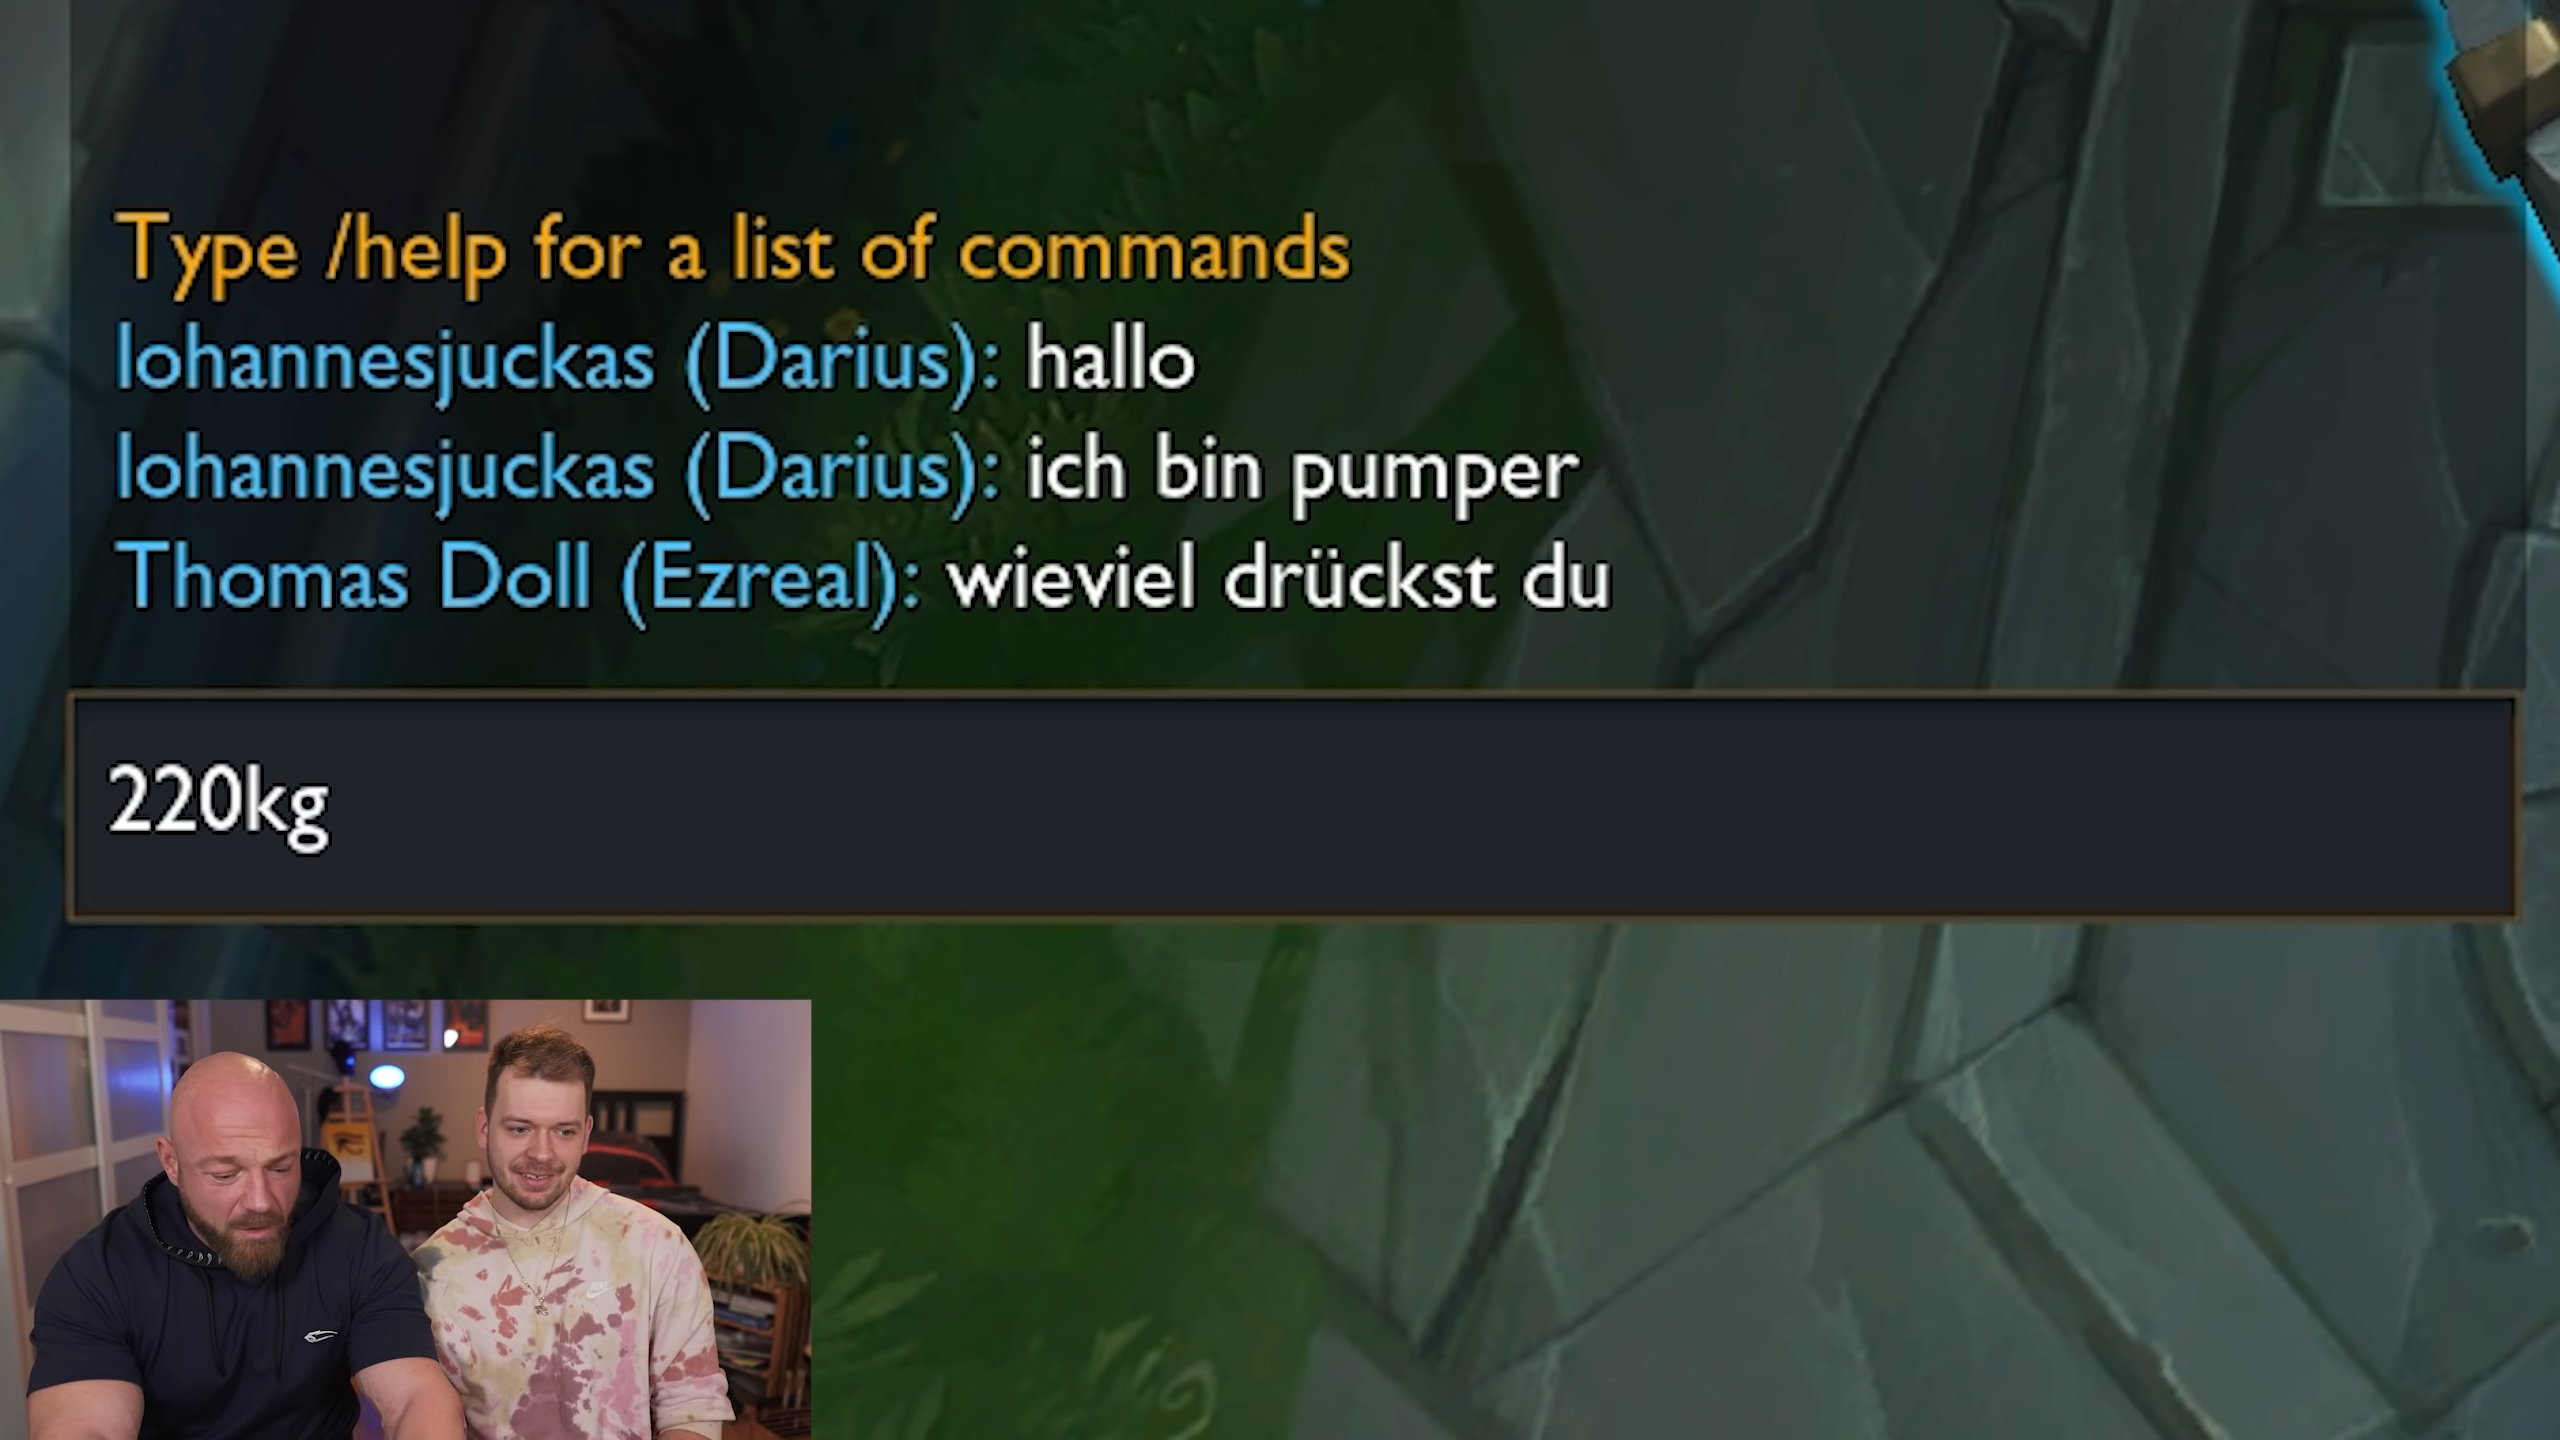 Type /help for a list of commands
lohannesjuckas (Darius): hallo
lohannesjuckas (Darius): ich bin pumper
Thomas Doll (Ezreal): wieviel drückst du
220kg
NIKE